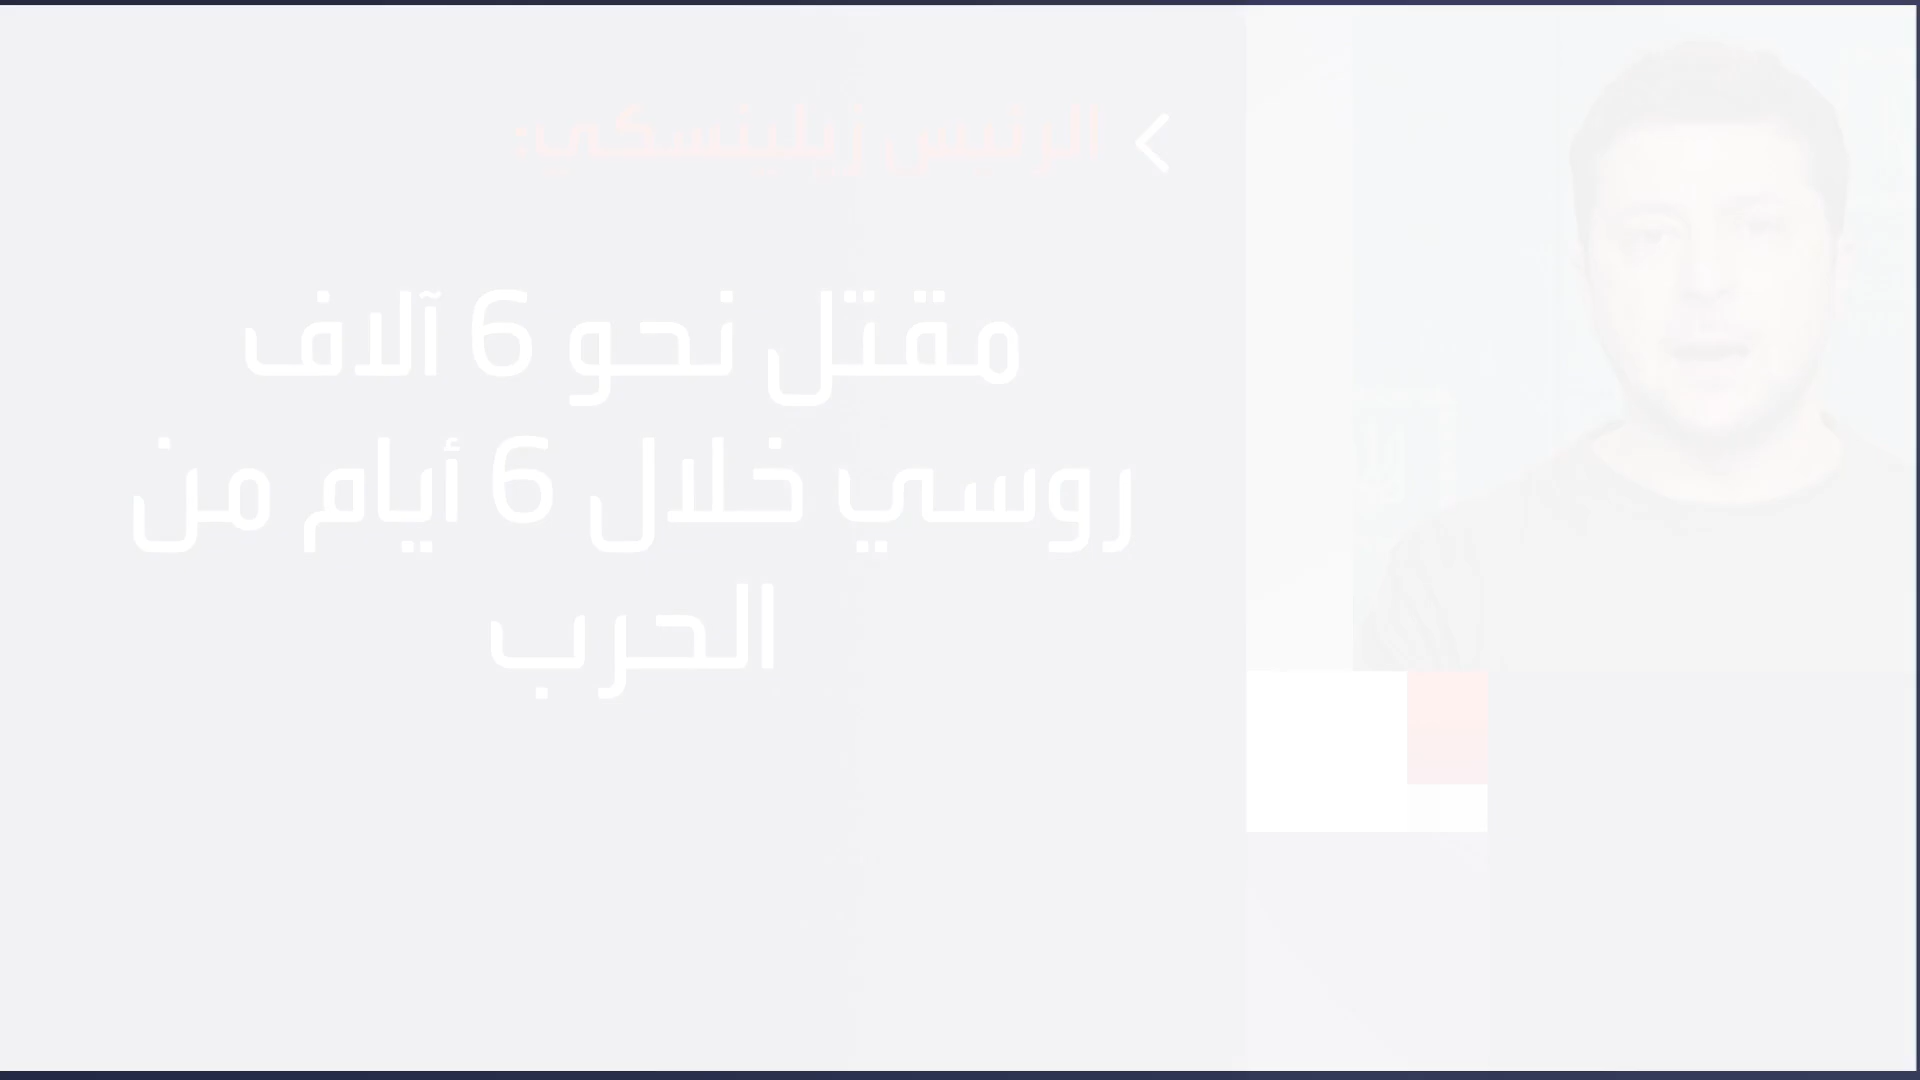 الرئيس زيلينسكي:
مقتل نحو 6 آلاف
روسي خلال 6 أيام من
الحرب